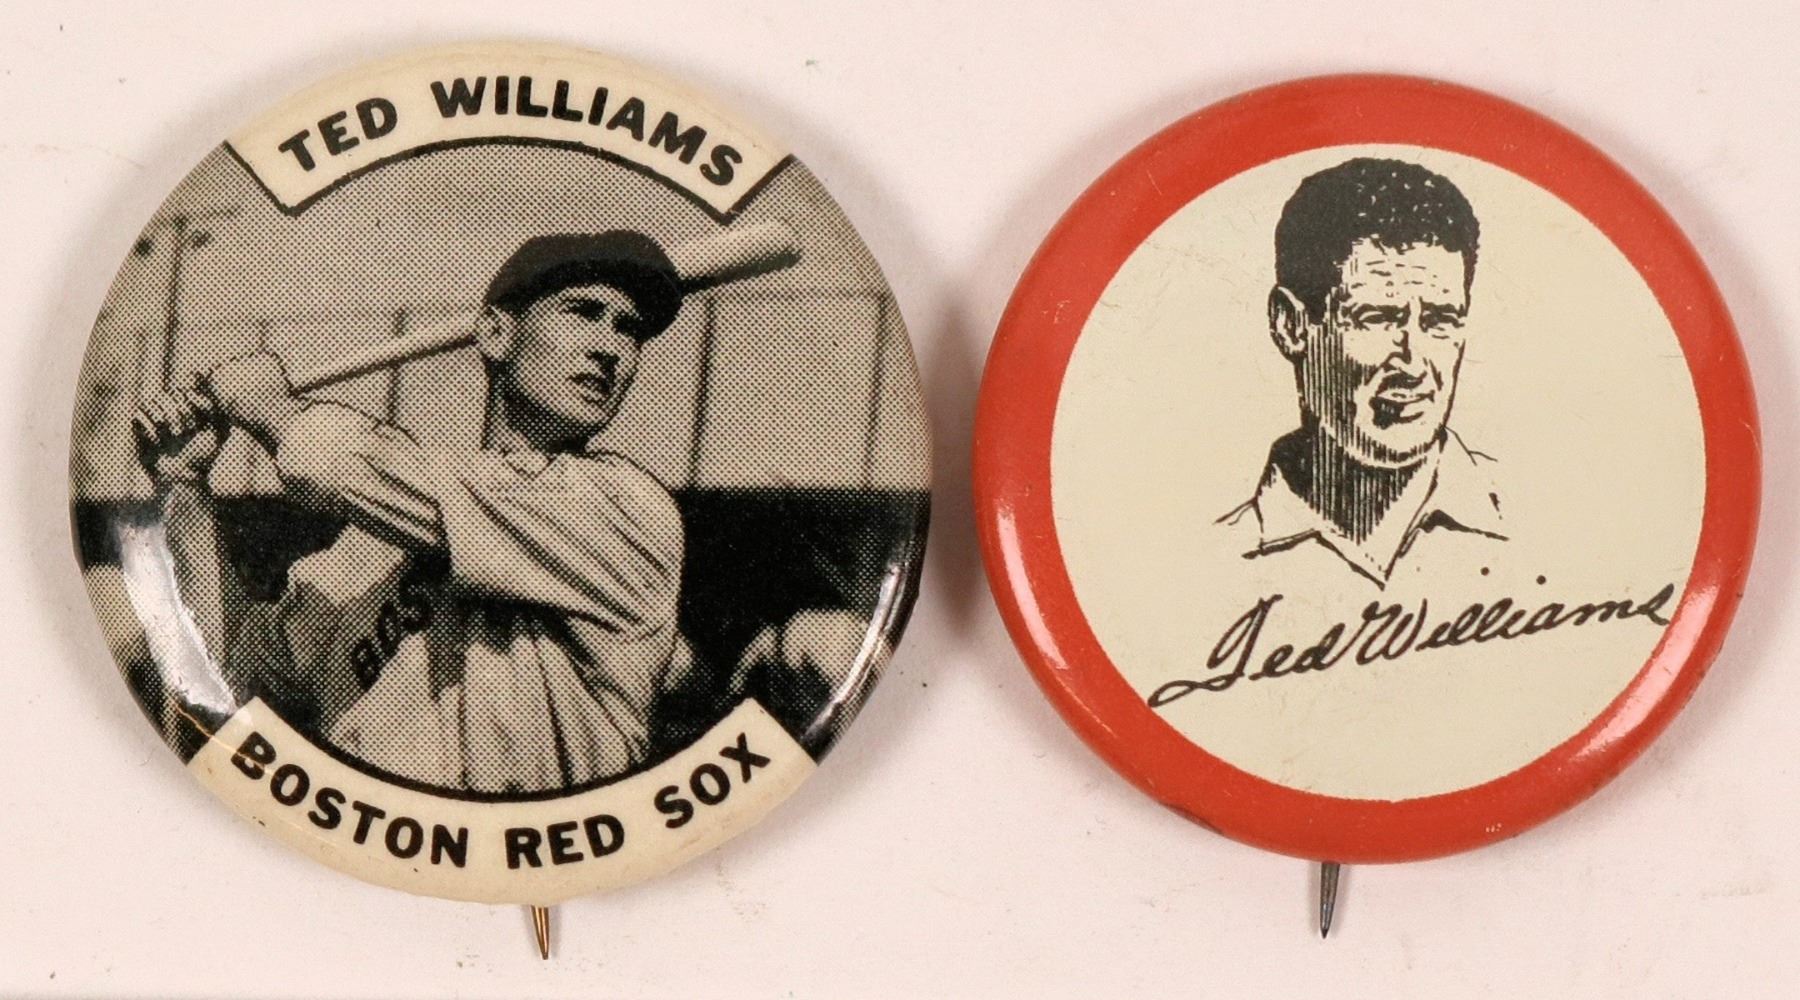 TED WILLIAMS
BOS
BOSTON RED SOX
Ted Williams